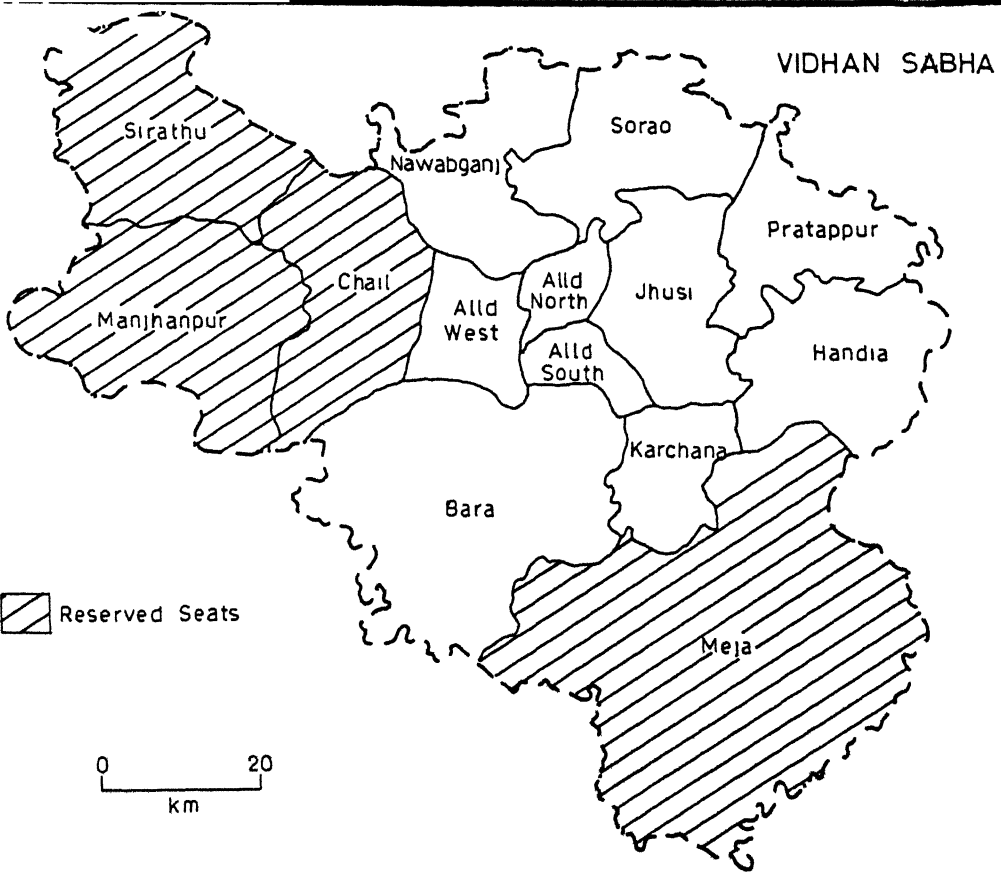 VIDHAN SABHA
Sirathu
Nawabganj
Sorao
Pratappur
Chail
Manjhanpur
Alld
West
Alld
North
Jhusi
Alld
South
Handia
Karchana
Bara
Reserved Seats
Meja
0 20
km